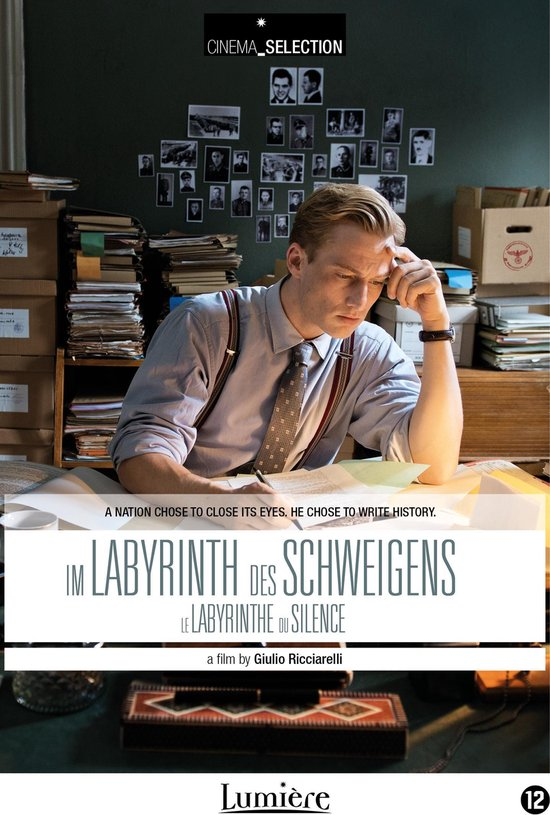 CINEMA_SELECTION
A NATION CHOSE TO CLOSE ITS EYES. HE CHOSE TO WRITE HISTORY.
IM LABYRINTH DES SCHWEIGENS
LE LABYRINTHE DU SILENCE
a film by Giulio Ricciarelli
Lumière
12